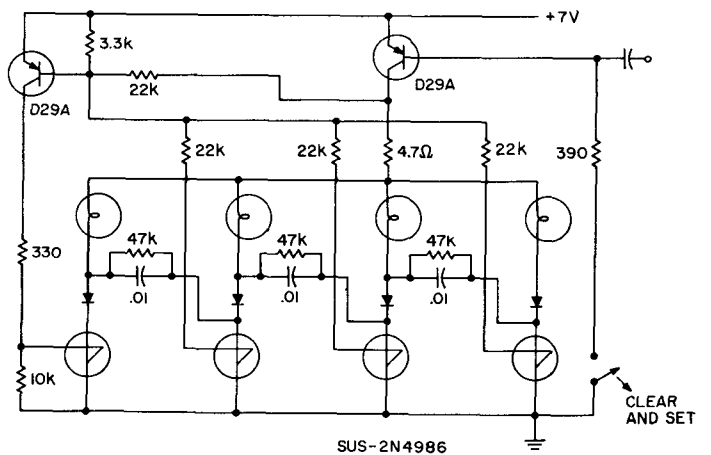 +7V
3.3k
D29A
22k
D29A
22k
22k
4.7Ω
22k
390
330
47k
.01
47k
.01
47k
.01
10k
CLEAR
AND SET
SUS-2N4986